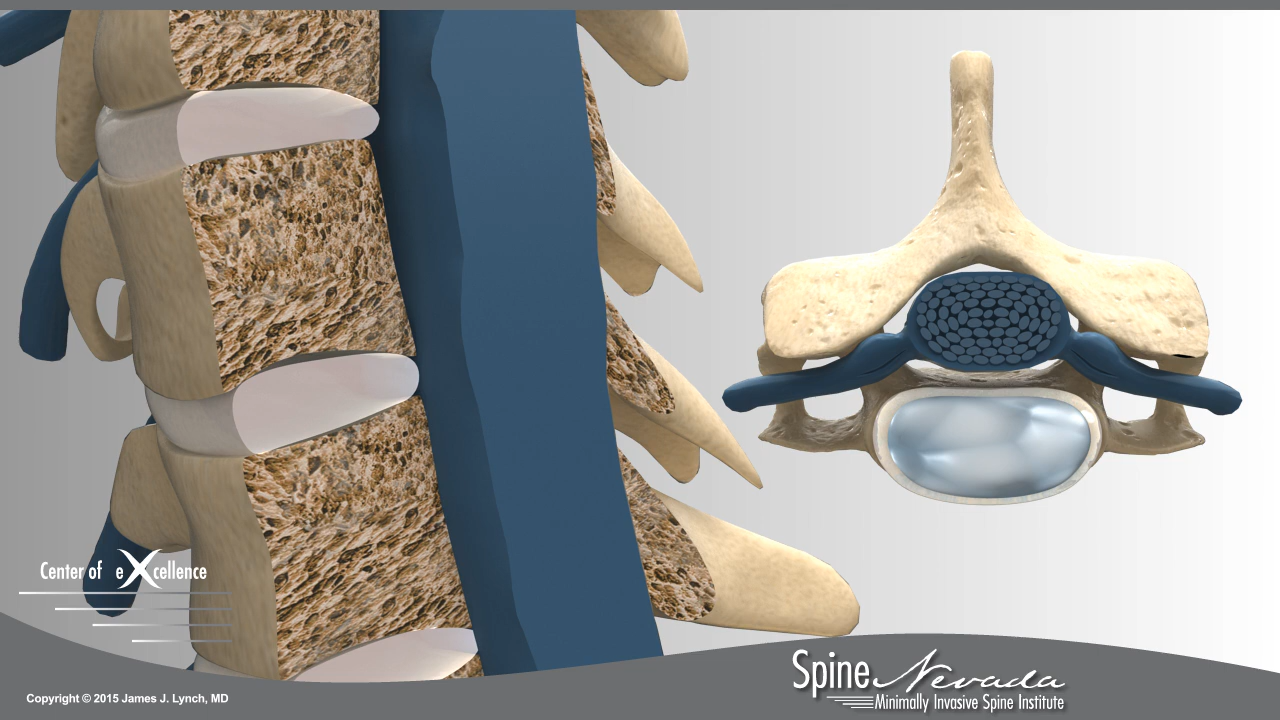 Center of eXcellence
Copyright © 2015 James J. Lynch, MD
Spine Nevada
Minimally Invasive Spine Institute